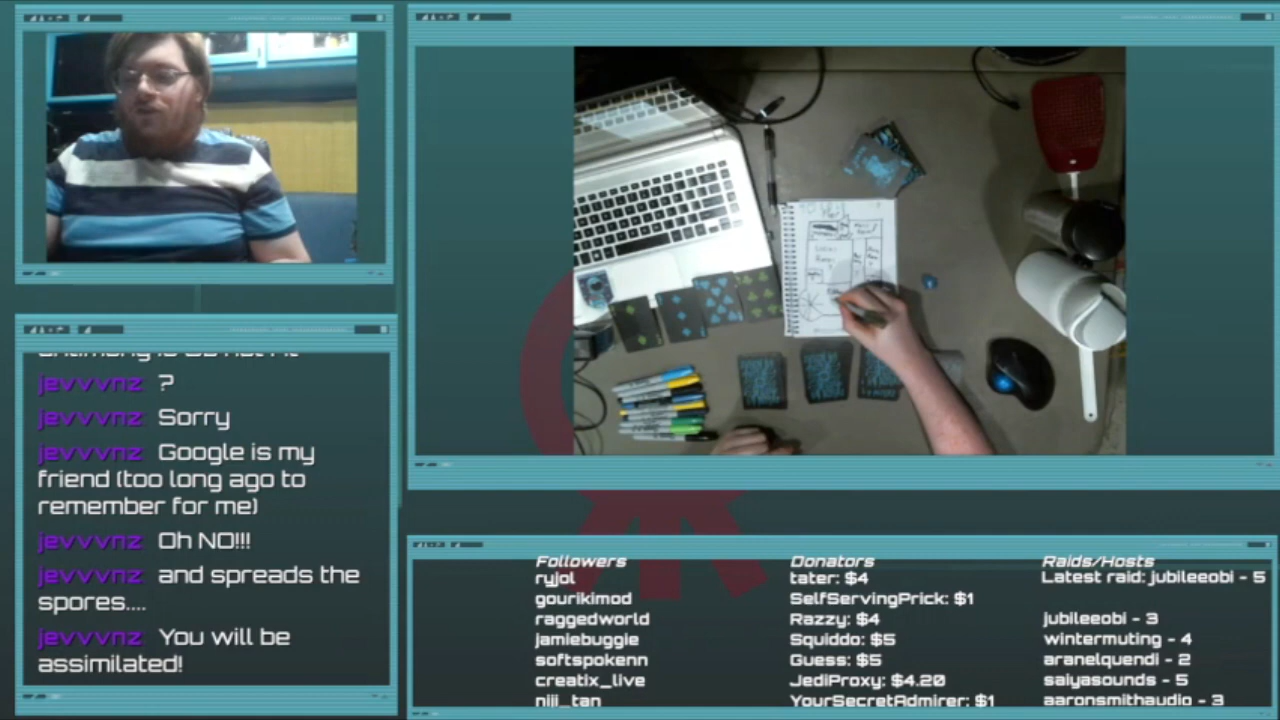 jevvvnz ?
jevvvnz Sorry
jevvvnz Google is my
friend (too long ago to
remember for me)
jevvvnz Oh NO!!!
jevvvnz and spreads the
spores....
jevvvnz You will be
assimilated!
Followers
ryjol
gourikimod
raggedworld
jamiebuggie
softspokenn
creatix_live
niji_tan
Donators
tater: $4
SelfServingPrick: $1
Razzy: $4
Squiddo: $5
Guess: $5
JediProxy: $4.20
YourSecretAdmirer: $1
Raids/Hosts
Latest raid: jubileeobi - 5
jubileeobi - 3
wintermuting - 4
aranelquendi - 2
saiyasounds - 5
aaronsmithaudio - 3